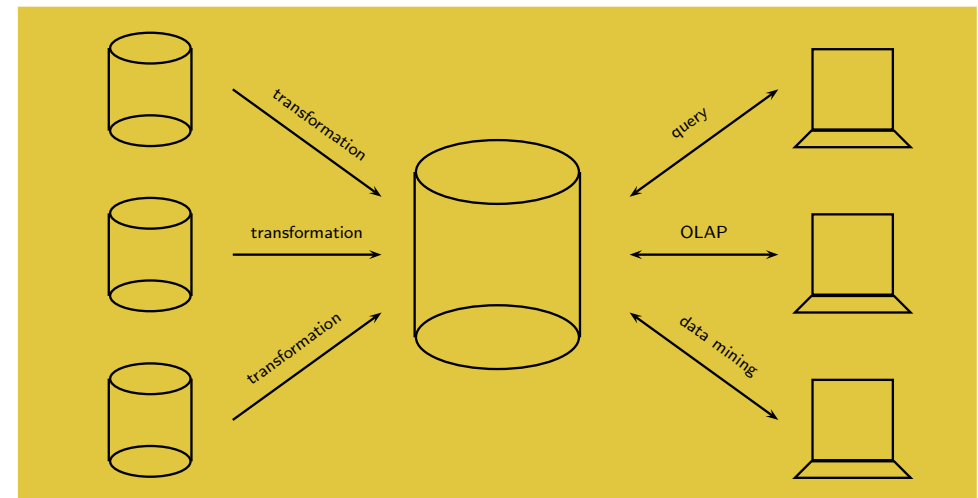 transformation
query
transformation
OLAP
transformation
data mining